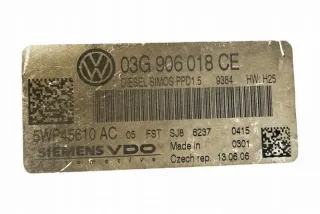 03G 906 018 CE
DIESEL SIMOS PPD1.5 9384 HW: H25
5WP45610 AC 05 FST SJ8 6237 0415
SIEMENS VDO Made in 0301
Automotive Czech rep. 13.06.06